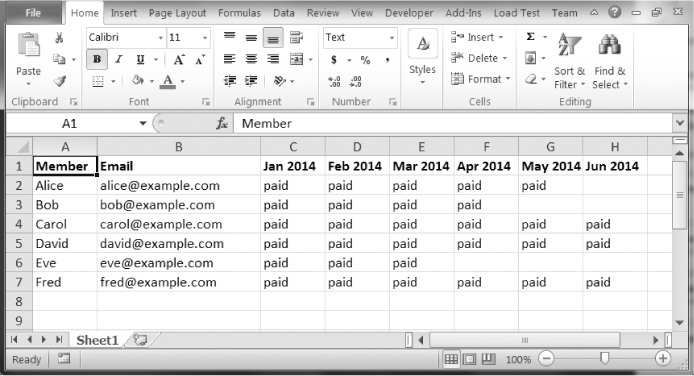 File Home Insert Page Layout Formulas Data Review View Developer Add-Ins Load Test Team
Calibri 11 Text Insert Σ
Paste B I U A A $ % , Styles Delete Sort & Find &
A .0 .00 .00 .0 Format Filter Select
Clipboard Font Alignment Number Cells Editing
A1 fx Member
A B C D E F G H
1 Member Email Jan 2014 Feb 2014 Mar 2014 Apr 2014 May 2014 Jun 2014
2 Alice alice@example.com paid paid paid paid paid
3 Bob bob@example.com paid paid paid paid
4 Carol carol@example.com paid paid paid paid paid paid
5 David david@example.com paid paid paid paid paid paid
6 Eve eve@example.com paid paid paid
7 Fred fred@example.com paid paid paid paid paid paid
8
9
Sheet1
Ready 100%